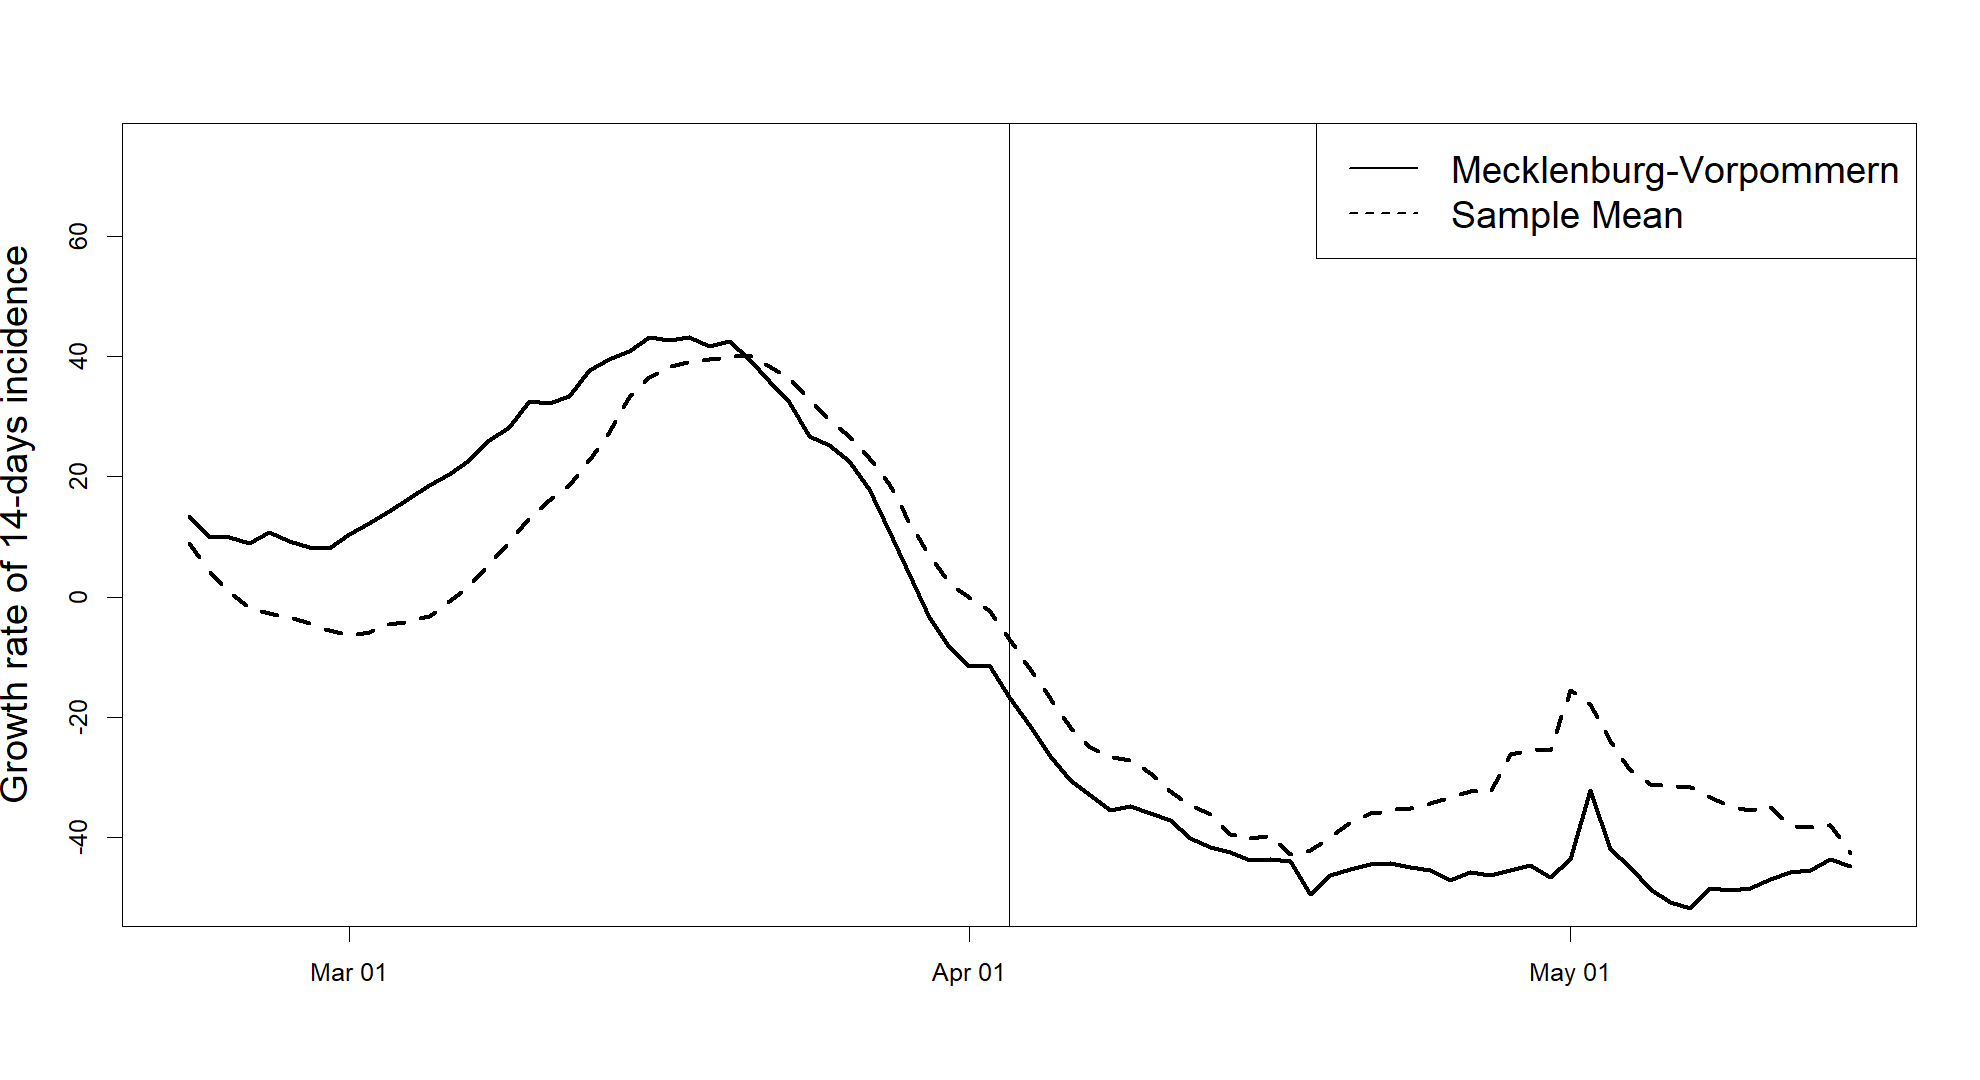 Mecklenburg-Vorpommern
Sample Mean
Growth rate of 14-days incidence
60
40
20
0
-20
-40
Mar 01
Apr 01
May 01